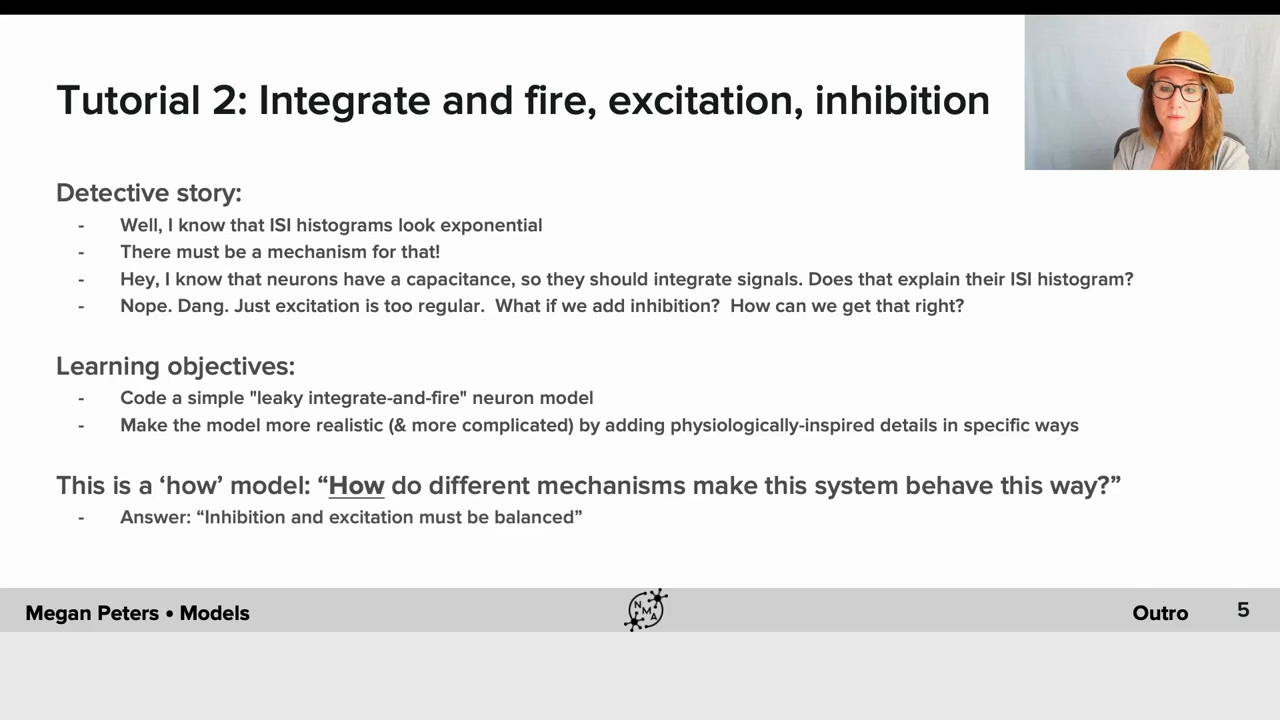 Tutorial 2: Integrate and fire, excitation, inhibition
Detective story:
- Well, I know that ISI histograms look exponential
- There must be a mechanism for that!
- Hey, I know that neurons have a capacitance, so they should integrate signals. Does that explain their ISI histogram?
- Nope. Dang. Just excitation is too regular. What if we add inhibition? How can we get that right?
Learning objectives:
- Code a simple "leaky integrate-and-fire" neuron model
- Make the model more realistic (& more complicated) by adding physiologically-inspired details in specific ways
This is a ‘how’ model: “How do different mechanisms make this system behave this way?”
- Answer: “Inhibition and excitation must be balanced”
Megan Peters • Models
N M A
Outro
5